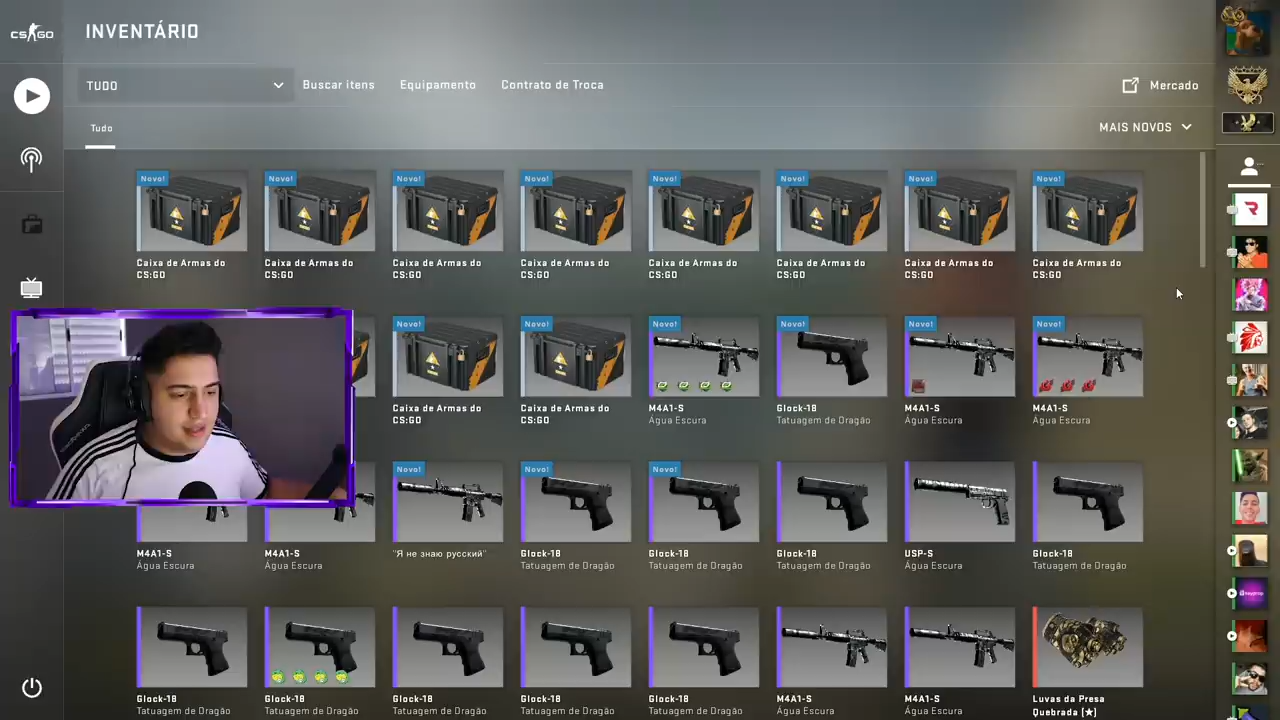 CS:GO
INVENTÁRIO
TUDO
Buscar itens
Equipamento
Contrato de Troca
Mercado
Tudo
MAIS NOVOS
Novo!
Novo!
Novo!
Novo!
Novo!
Novo!
Novo!
Novo!
Caixa de Armas do
CS:GO
Caixa de Armas do
CS:GO
Caixa de Armas do
CS:GO
Caixa de Armas do
CS:GO
Caixa de Armas do
CS:GO
Caixa de Armas do
CS:GO
Caixa de Armas do
CS:GO
Caixa de Armas do
CS:GO
Novo!
Novo!
Novo!
Novo!
Novo!
Novo!
Caixa de Armas do
CS:GO
Caixa de Armas do
CS:GO
M4A1-S
Água Escura
Glock-18
Tatuagem de Dragão
M4A1-S
Água Escura
M4A1-S
Água Escura
Novo!
Novo!
Novo!
M4A1-S
Água Escura
M4A1-S
Água Escura
"Я не знаю русский"
Glock-18
Tatuagem de Dragão
Glock-18
Tatuagem de Dragão
Glock-18
Tatuagem de Dragão
USP-S
Água Escura
Glock-18
Tatuagem de Dragão
Glock-18
Tatuagem de Dragão
Glock-18
Tatuagem de Dragão
Glock-18
Tatuagem de Dragão
Glock-18
Tatuagem de Dragão
Glock-18
Tatuagem de Dragão
M4A1-S
Água Escura
M4A1-S
Água Escura
Luvas da Presa
Quebrada (★)